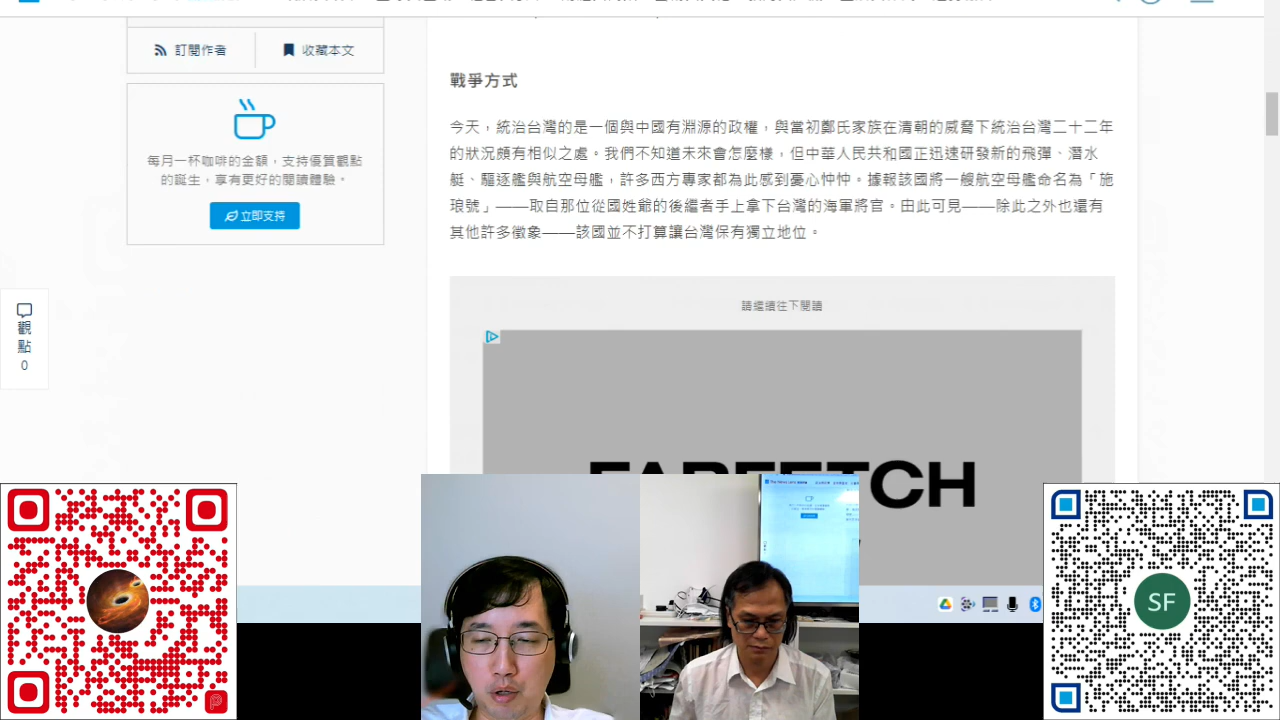 訂閱作者
收藏本文
每月一杯咖啡的金額，支持優質觀點
的誕生，享有更好的閱讀體驗。
立即支持
觀
點
0
戰爭方式
今天，統治台灣的是一個與中國有淵源的政權，與當初鄭氏家族在清朝的威脅下統治台灣二十二年
的狀況頗有相似之處。我們不知道未來會怎麼樣，但中華人民共和國正迅速研發新的飛彈、潛水
艇、驅逐艦與航空母艦，許多西方專家都為此感到憂心忡忡。據報該國將一艘航空母艦命名為「施
琅號」——取自那位從國姓爺的後繼者手上拿下台灣的海軍將官。由此可見——除此之外也還有
其他許多徵象——該國並不打算讓台灣保有獨立地位。
請繼續往下閱讀
FARFETCH
SF